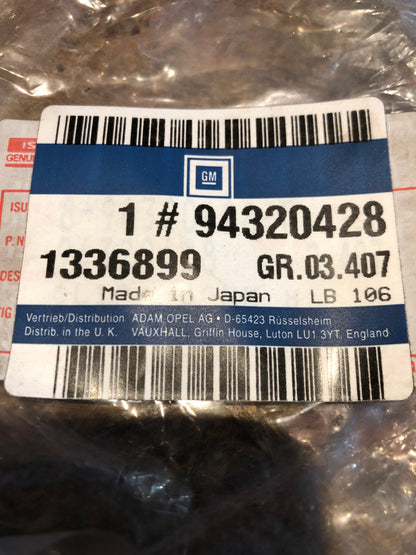 GM
1 # 94320428
1336899 GR.03.407
Made in Japan LB 106
Vertrieb/Distribution ADAM OPEL AG • D-65423 Rüsselsheim
Distrib. in the U. K. VAUXHALL, Griffin House, Luton LU1 3YT, England